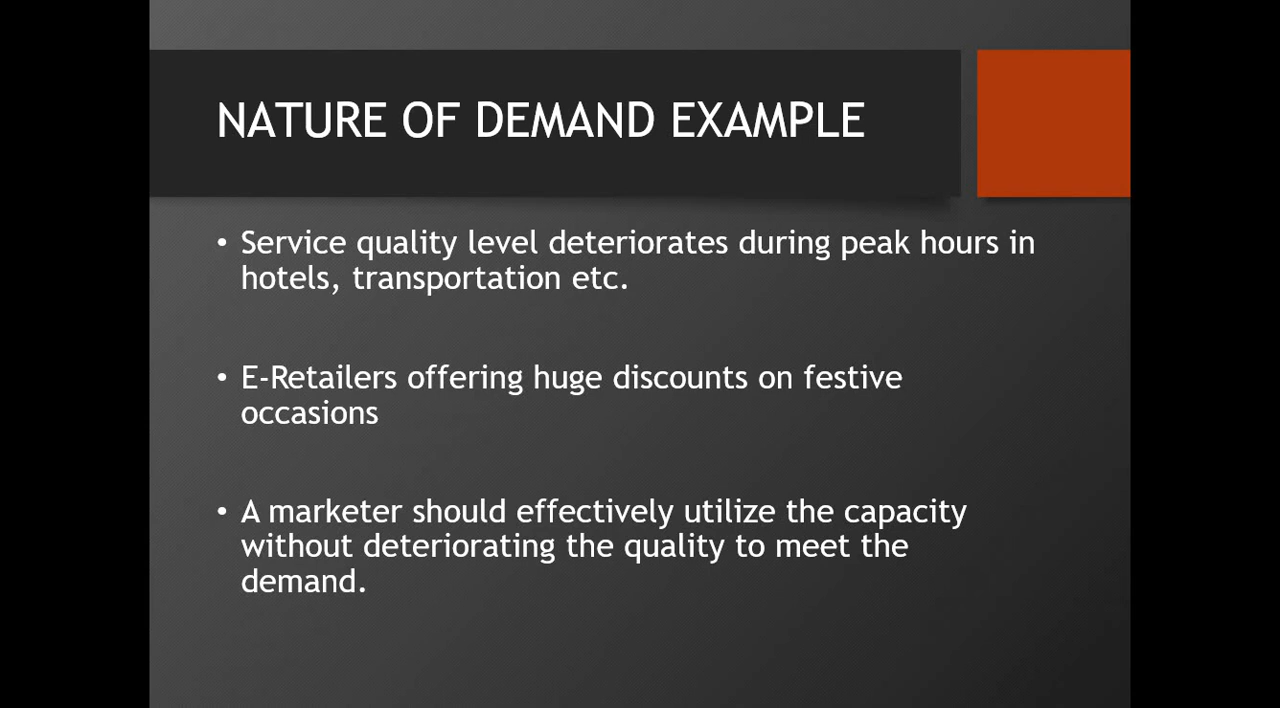 NATURE OF DEMAND EXAMPLE
• Service quality level deteriorates during peak hours in
hotels, transportation etc.
• E-Retailers offering huge discounts on festive
occasions
• A marketer should effectively utilize the capacity
without deteriorating the quality to meet the
demand.